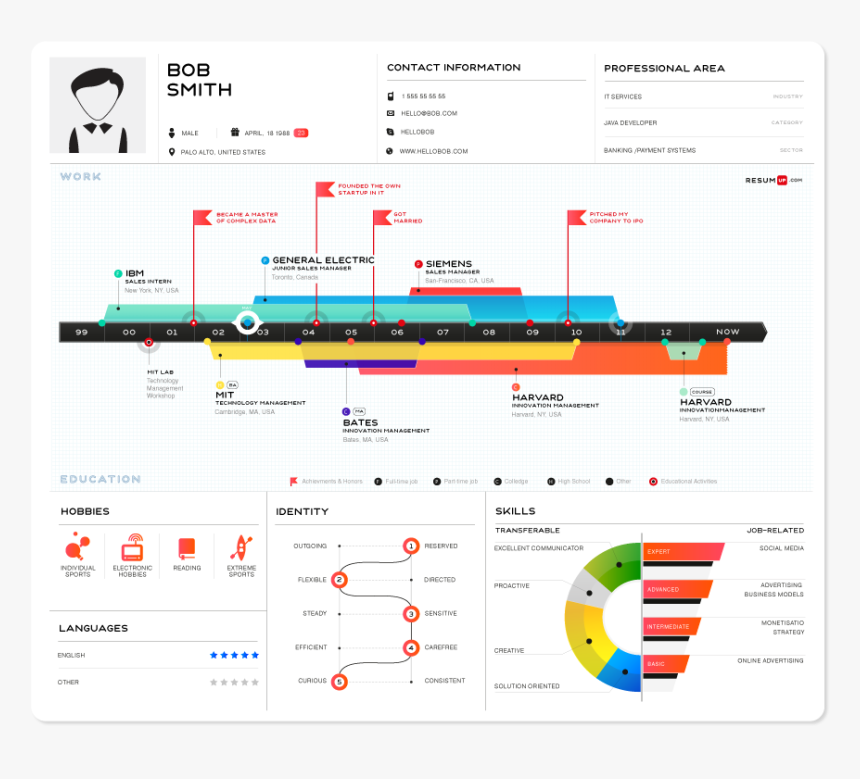 BOB
SMITH
MALE
APRIL, 18 1988 23
PALO ALTO, UNITED STATES
CONTACT INFORMATION
1 555 55 55 55
HELLO@BOB.COM
HELLOBOB
WWW.HELLOBOB.COM
PROFESSIONAL AREA
IT SERVICES INDUSTRY
JAVA DEVELOPER CATEGORY
BANKING /PAYMENT SYSTEMS SECTOR
WORK
RESUMUP.COM
FOUNDED THE OWN
STARTUP IN IT
BECAME A MASTER
OF COMPLEX DATA
GOT
MARRIED
PITCHED MY
COMPANY TO IPO
IBM
SALES INTERN
New York, NY, USA
F GENERAL ELECTRIC
JUNIOR SALES MANAGER
Toronto, Canada
SIEMENS
SALES MANAGER
San-Francisco, CA, USA
99 00 01 02 03 04 05 06 07 08 09 10 11 12 NOW
MIT LAB
Technology
Management
Workshop
BA
MIT
TECHNOLOGY MANAGEMENT
Cambridge, MA, USA
C MA
BATES
INNOVATION MANAGEMENT
Bates, MA, USA
C
HARVARD
INNOVATION MANAGEMENT
Harvard, NY, USA
COURSE
HARVARD
INNOVATIONMANAGEMENT
Harvard, NY, USA
EDUCATION
Achievments & Honors
F Full-time job
P Part-time job
C Colledge
H High School
Other
Educational Activities
HOBBIES
INDIVIDUAL
SPORTS
ELECTRONIC
HOBBIES
READING
EXTREME
SPORTS
LANGUAGES
ENGLISH
OTHER
IDENTITY
OUTGOING 1 RESERVED
FLEXIBLE 2 DIRECTED
STEADY 3 SENSITIVE
EFFICIENT 4 CAREFREE
CURIOUS 5 CONSISTENT
SKILLS
TRANSFERABLE
JOB-RELATED
EXCELLENT COMMUNICATOR
PROACTIVE
CREATIVE
SOLUTION ORIENTED
EXPERT
SOCIAL MEDIA
ADVANCED
ADVERTISING
BUSINESS MODELS
INTERMEDIATE
MONETISATIO
STRATEGY
BASIC
ONLINE ADVERTISING